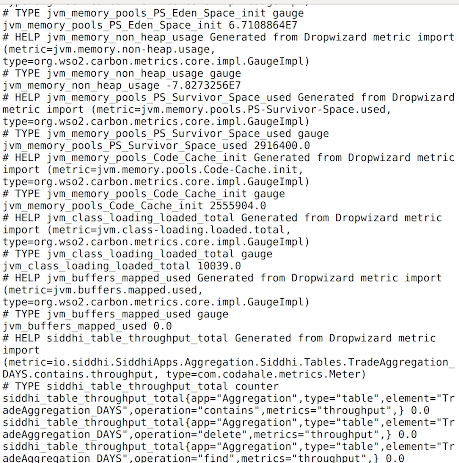 # TYPE jvm_memory_pools_PS_Eden_Space_init gauge
jvm_memory_pools_PS_Eden_Space_init 6.7108864E7
# HELP jvm_memory_non_heap_usage Generated from Dropwizard metric import
(metric=jvm.memory.non-heap.usage,
type=org.wso2.carbon.metrics.core.impl.GaugeImpl)
# TYPE jvm_memory_non_heap_usage gauge
jvm_memory_non_heap_usage -7.8273256E7
# HELP jvm_memory_pools_PS_Survivor_Space_used Generated from Dropwizard
metric import (metric=jvm.memory.pools.PS-Survivor-Space.used,
type=org.wso2.carbon.metrics.core.impl.GaugeImpl)
# TYPE jvm_memory_pools_PS_Survivor_Space_used gauge
jvm_memory_pools_PS_Survivor_Space_used 2916400.0
# HELP jvm_memory_pools_Code_Cache_init Generated from Dropwizard metric
import (metric=jvm.memory.pools.Code-Cache.init,
type=org.wso2.carbon.metrics.core.impl.GaugeImpl)
# TYPE jvm_memory_pools_Code_Cache_init gauge
jvm_memory_pools_Code_Cache_init 2555904.0
# HELP jvm_class_loading_loaded_total Generated from Dropwizard metric
import (metric=jvm.class-loading.loaded.total,
type=org.wso2.carbon.metrics.core.impl.GaugeImpl)
# TYPE jvm_class_loading_loaded_total gauge
jvm_class_loading_loaded_total 10039.0
# HELP jvm_buffers_mapped_used Generated from Dropwizard metric import
(metric=jvm.buffers.mapped.used,
type=org.wso2.carbon.metrics.core.impl.GaugeImpl)
# TYPE jvm_buffers_mapped_used gauge
jvm_buffers_mapped_used 0.0
# HELP siddhi_table_throughput_total Generated from Dropwizard metric
import
(metric=io.siddhi.SiddhiApps.Aggregation.Siddhi.Tables.TradeAggregation_
DAYS.contains.throughput, type=com.codahale.metrics.Meter)
# TYPE siddhi_table_throughput_total counter
siddhi_table_throughput_total{app="Aggregation",type="table",element="Tr
adeAggregation_DAYS",operation="contains",metrics="throughput",} 0.0
siddhi_table_throughput_total{app="Aggregation",type="table",element="Tr
adeAggregation_DAYS",operation="delete",metrics="throughput",} 0.0
siddhi_table_throughput_total{app="Aggregation",type="table",element="Tr
adeAggregation_DAYS",operation="find",metrics="throughput",} 0.0